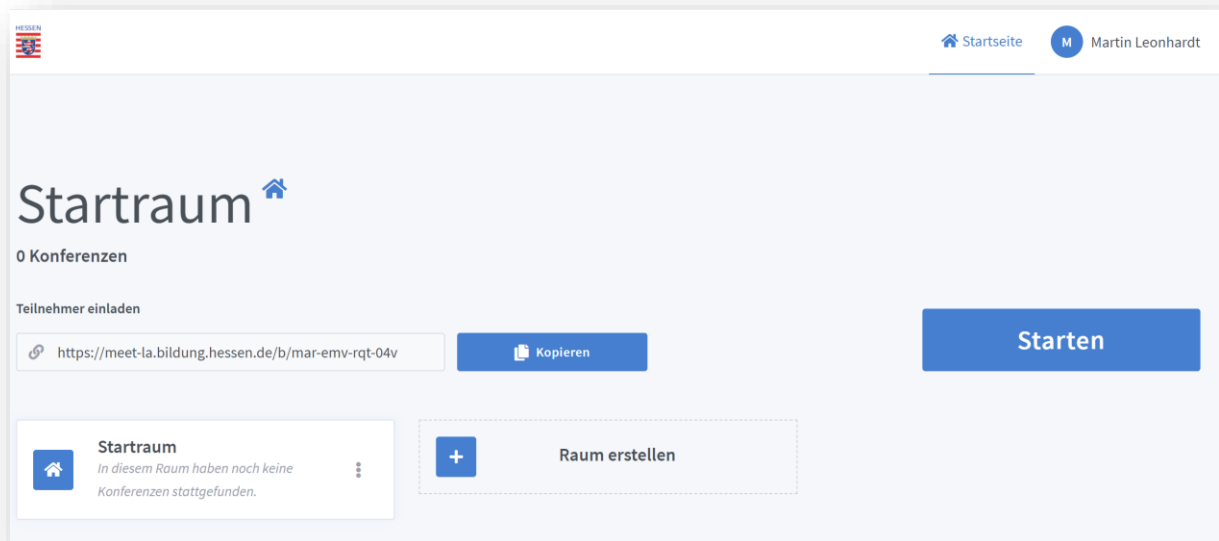 HESSEN
Startseite
M
Martin Leonhardt
Startraum
0 Konferenzen
Teilnehmer einladen
https://meet-la.bildung.hessen.de/b/mar-emv-rqt-04v
Kopieren
Starten
Startraum
In diesem Raum haben noch keine
Konferenzen stattgefunden.
Raum erstellen